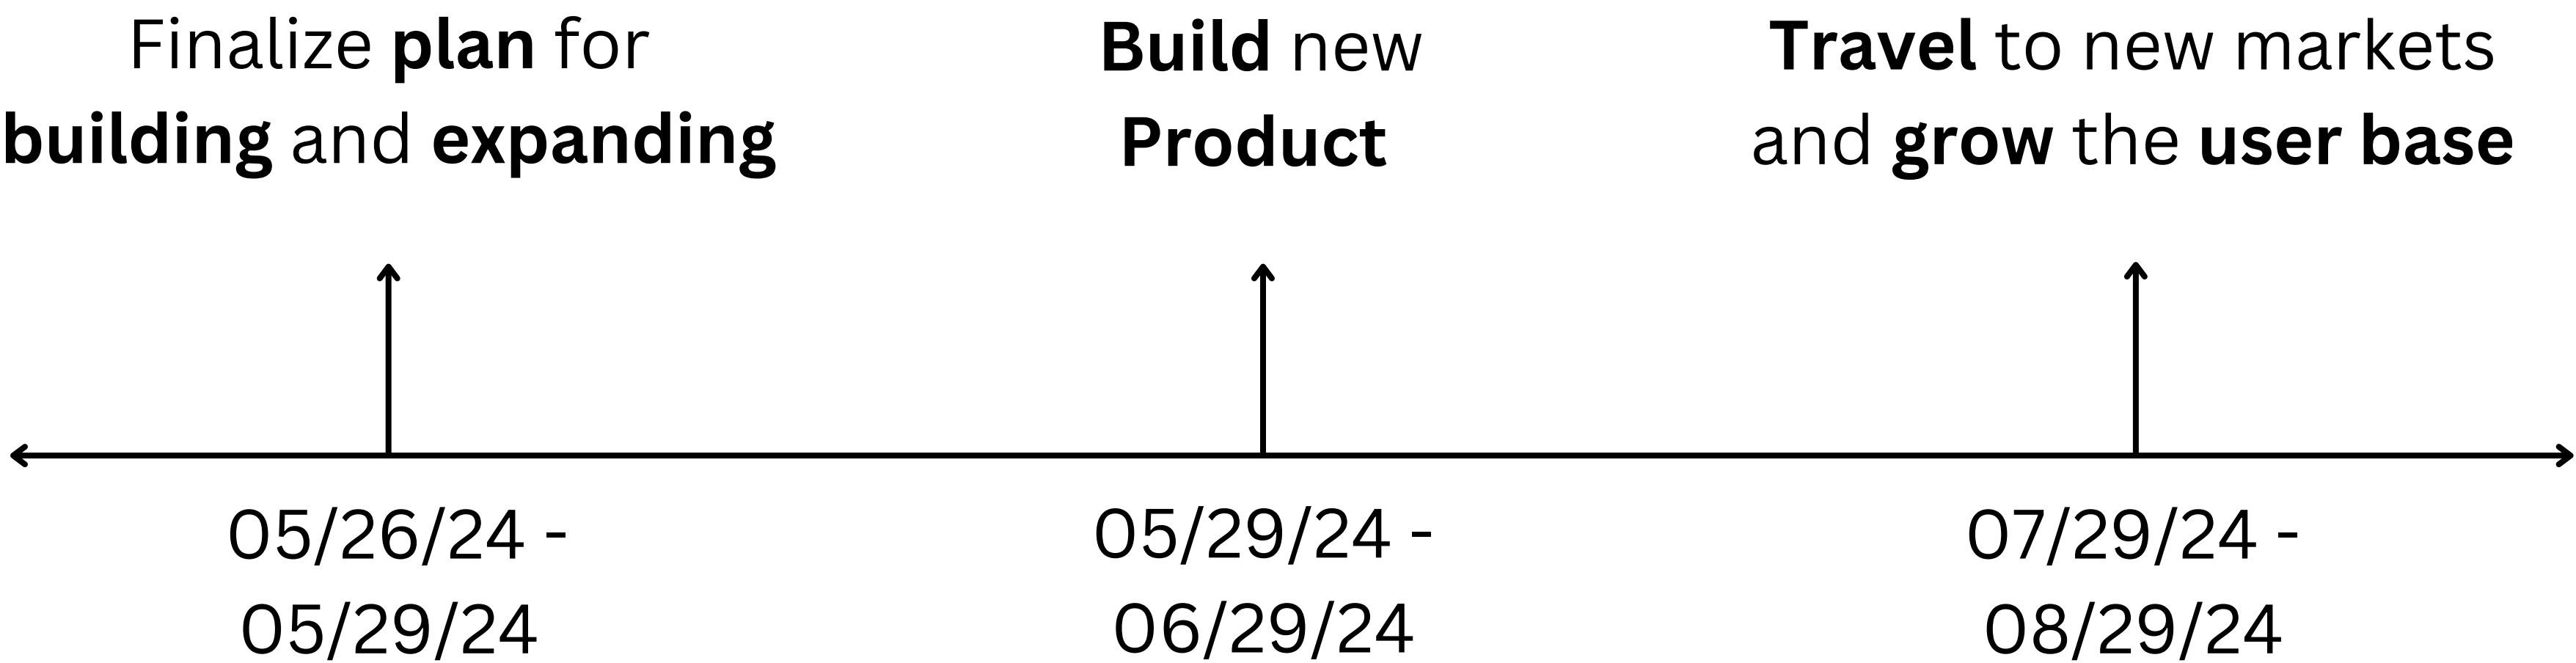 Finalize plan for
building and expanding
Build new
Product
Travel to new markets
and grow the user base
05/26/24 -
05/29/24
05/29/24 -
06/29/24
07/29/24 -
08/29/24